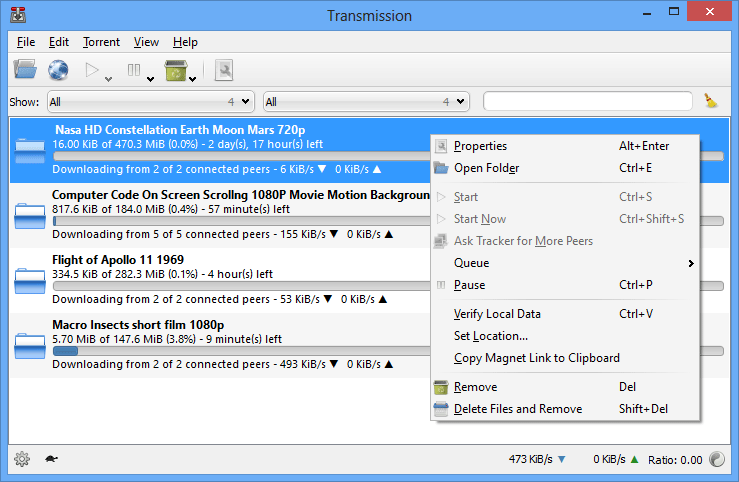 Transmission
File Edit Torrent View Help
Show: All 4 All 4
Nasa HD Constellation Earth Moon Mars 720p
16.00 KiB of 470.3 MiB (0.0%) - 2 day(s), 17 hour(s) left
Downloading from 2 of 2 connected peers - 6 KiB/s ▼ 0 KiB/s ▲
Computer Code On Screen Scrollng 1080P Movie Motion Backgroun
817.6 KiB of 184.0 MiB (0.4%) - 57 minute(s) left
Downloading from 5 of 5 connected peers - 155 KiB/s ▼ 0 KiB/s ▲
Flight of Apollo 11 1969
334.5 KiB of 282.3 MiB (0.1%) - 4 hour(s) left
Downloading from 2 of 2 connected peers - 53 KiB/s ▼ 0 KiB/s ▲
Macro Insects short film 1080p
5.70 MiB of 147.6 MiB (3.8%) - 9 minute(s) left
Downloading from 2 of 2 connected peers - 493 KiB/s ▼ 0 KiB/s ▲
Properties Alt+Enter
Open Folder Ctrl+E
Start Ctrl+S
Start Now Ctrl+Shift+S
Ask Tracker for More Peers
Queue
Pause Ctrl+P
Verify Local Data Ctrl+V
Set Location...
Copy Magnet Link to Clipboard
Remove Del
Delete Files and Remove Shift+Del
473 KiB/s ▼ 0 KiB/s ▲ Ratio: 0.00